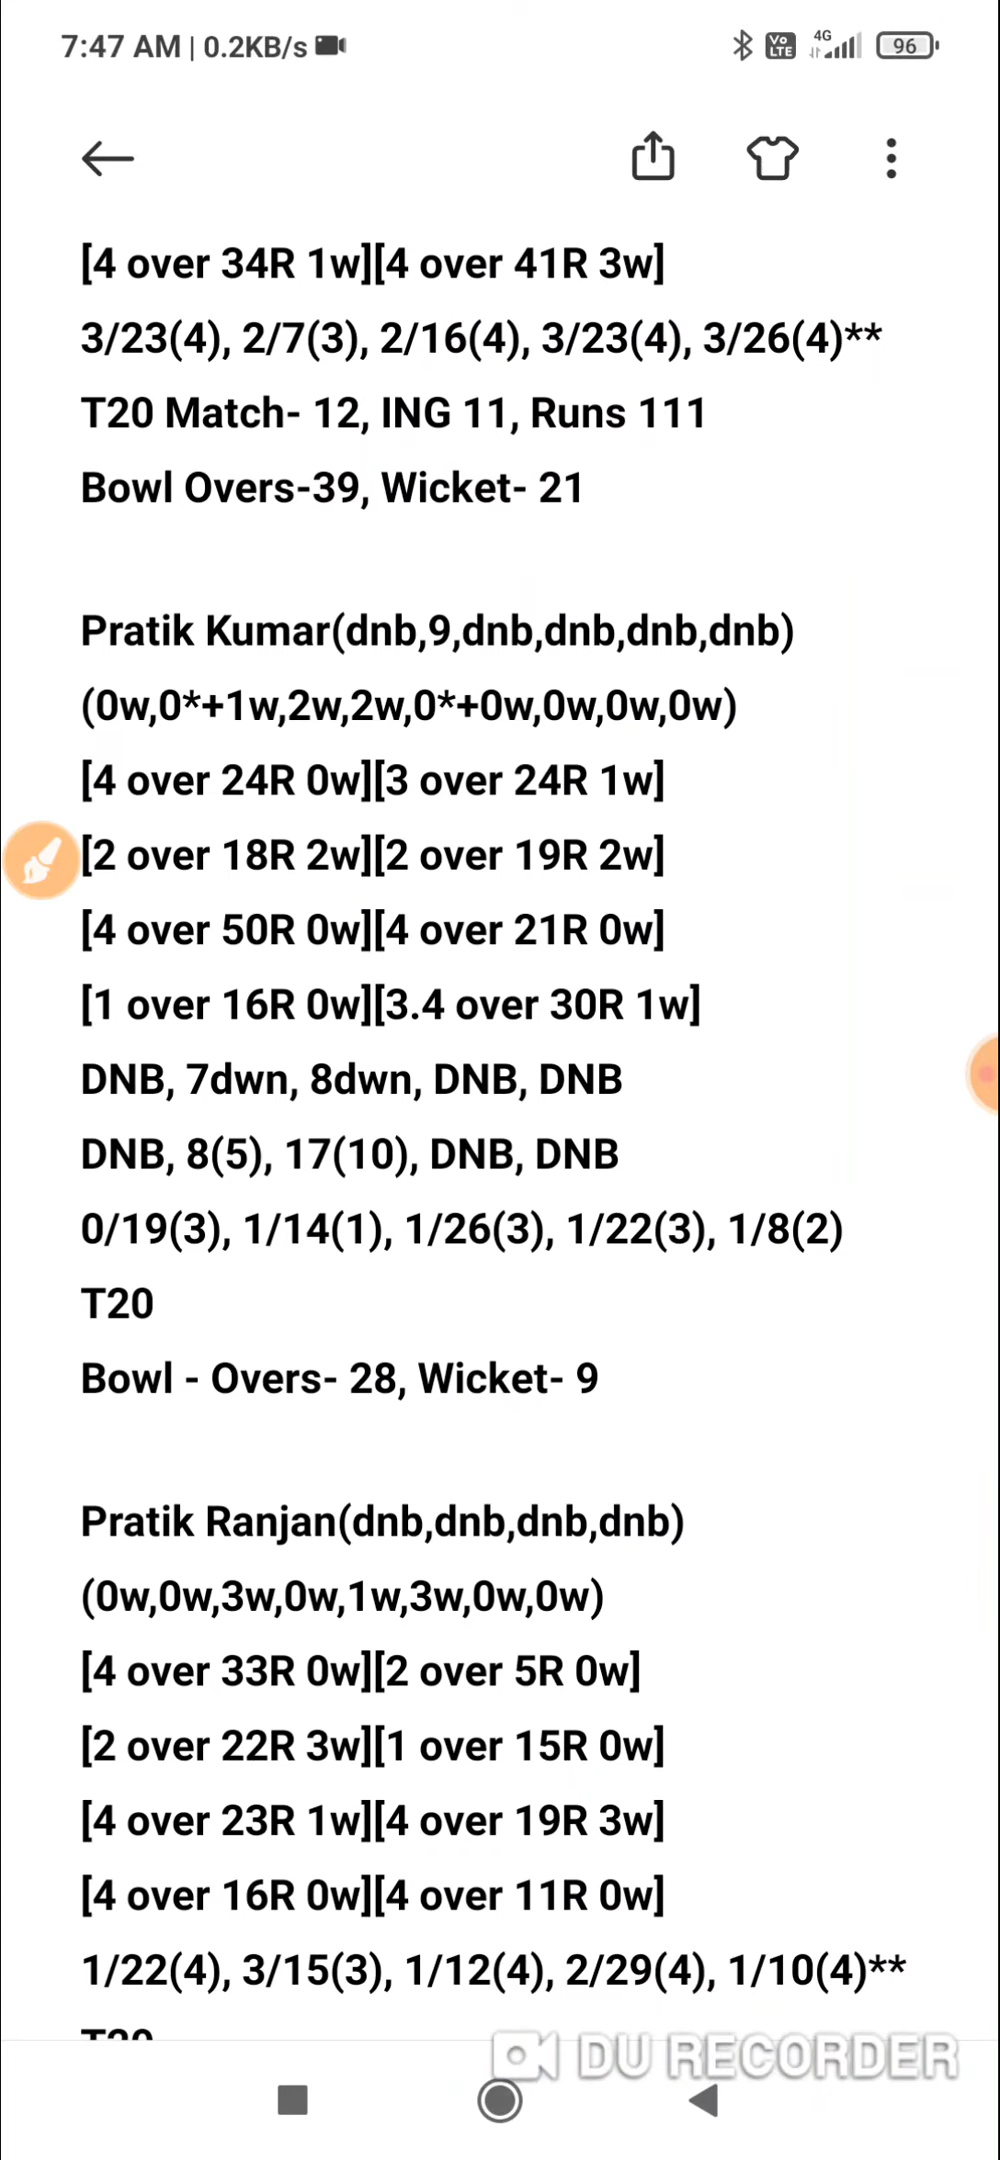 7:47 AM | 0.2KB/s
Vo LTE 4G 96
[4 over 34R 1w][4 over 41R 3w]
3/23(4), 2/7(3), 2/16(4), 3/23(4), 3/26(4)**
T20 Match- 12, ING 11, Runs 111
Bowl Overs-39, Wicket- 21
Pratik Kumar(dnb,9,dnb,dnb,dnb,dnb)
(0w,0*+1w,2w,2w,0*+0w,0w,0w,0w)
[4 over 24R 0w][3 over 24R 1w]
[2 over 18R 2w][2 over 19R 2w]
[4 over 50R 0w][4 over 21R 0w]
[1 over 16R 0w][3.4 over 30R 1w]
DNB, 7dwn, 8dwn, DNB, DNB
DNB, 8(5), 17(10), DNB, DNB
0/19(3), 1/14(1), 1/26(3), 1/22(3), 1/8(2)
T20
Bowl - Overs- 28, Wicket- 9
Pratik Ranjan(dnb,dnb,dnb,dnb)
(0w,0w,3w,0w,1w,3w,0w,0w)
[4 over 33R 0w][2 over 5R 0w]
[2 over 22R 3w][1 over 15R 0w]
[4 over 23R 1w][4 over 19R 3w]
[4 over 16R 0w][4 over 11R 0w]
1/22(4), 3/15(3), 1/12(4), 2/29(4), 1/10(4)**
T20
DU RECORDER